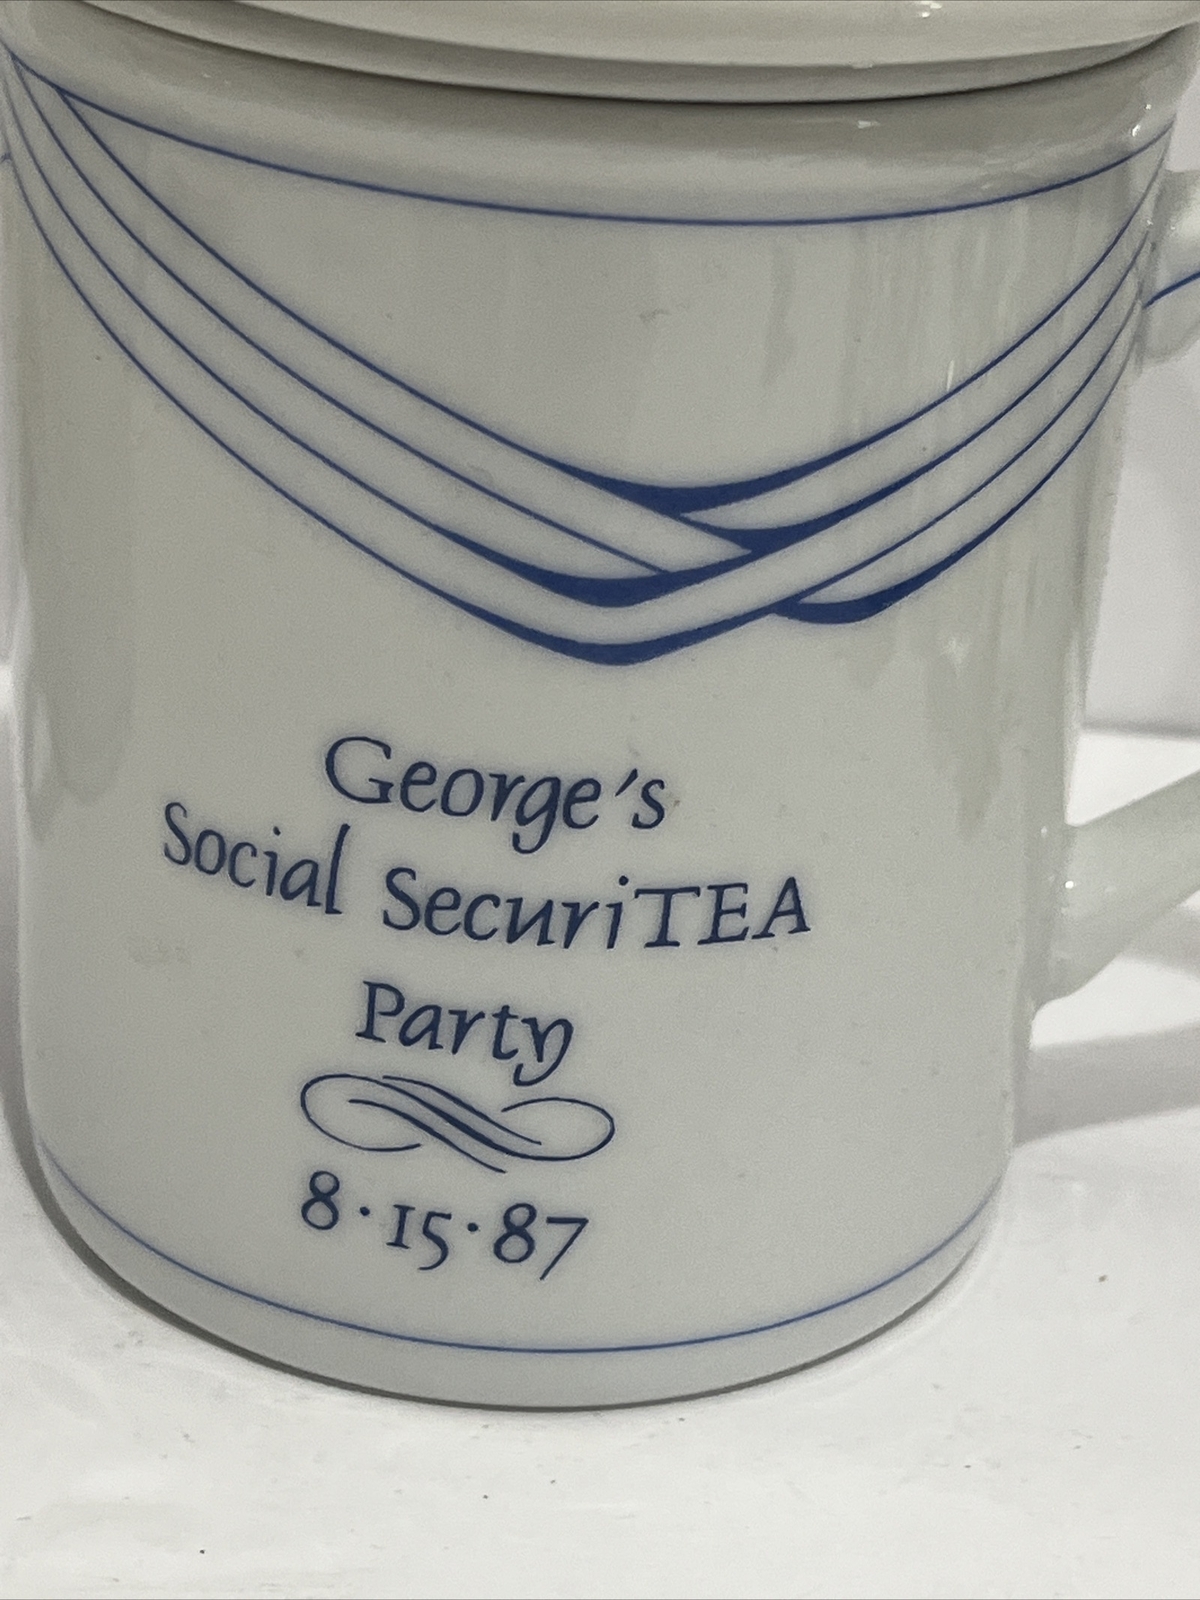 George's
Social SecuriTEA
Party
8·15·87